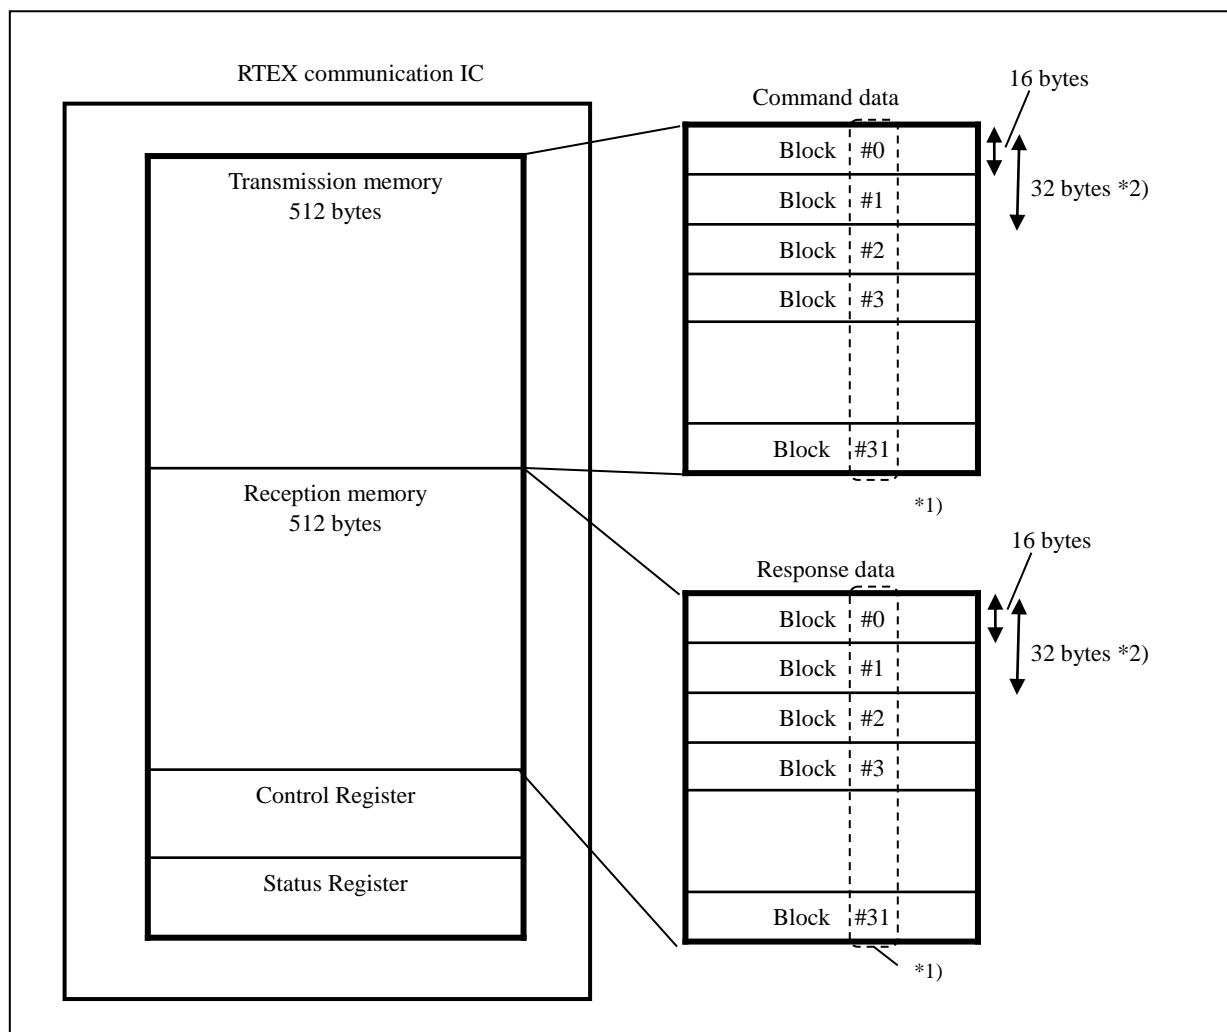 RTEX communication IC
Transmission memory
512 bytes
Reception memory
512 bytes
Control Register
Status Register
Command data
16 bytes
Block #0
Block #1
32 bytes *2)
Block #2
Block #3
Block #31
*1)
Response data
16 bytes
Block #0
Block #1
32 bytes *2)
Block #2
Block #3
Block #31
*1)